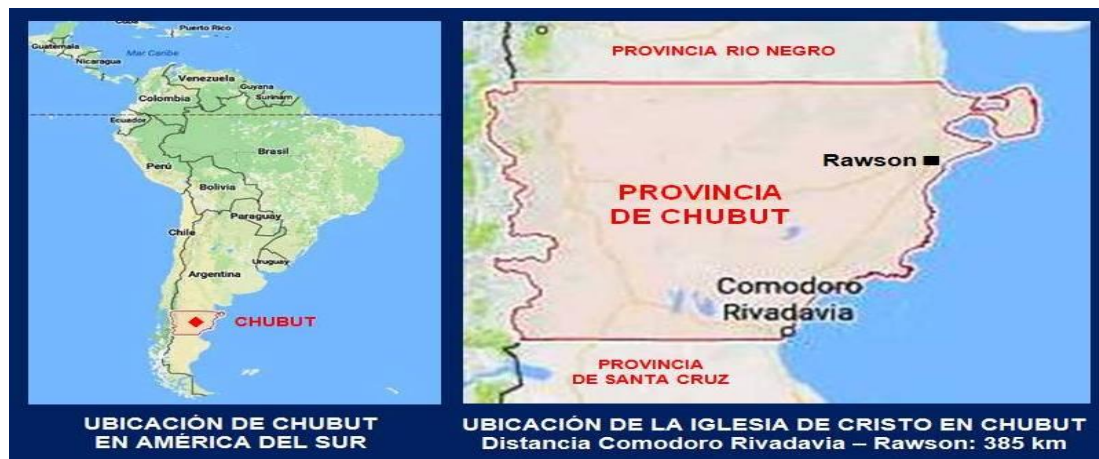 Cuba
Puerto Rico
Guatemala
Mar Caribe
Nicaragua
Venezuela
Guyana
Colombia
Surinam
Ecuador
Brasil
Perú
Bolivia
Paraguay
Chile
Uruguay
Argentina
CHUBUT
UBICACIÓN DE CHUBUT
EN AMÉRICA DEL SUR
PROVINCIA RIO NEGRO
Rawson
PROVINCIA
DE CHUBUT
Comodoro
Rivadavia
PROVINCIA
DE SANTA CRUZ
UBICACIÓN DE LA IGLESIA DE CRISTO EN CHUBUT
Distancia Comodoro Rivadavia – Rawson: 385 km